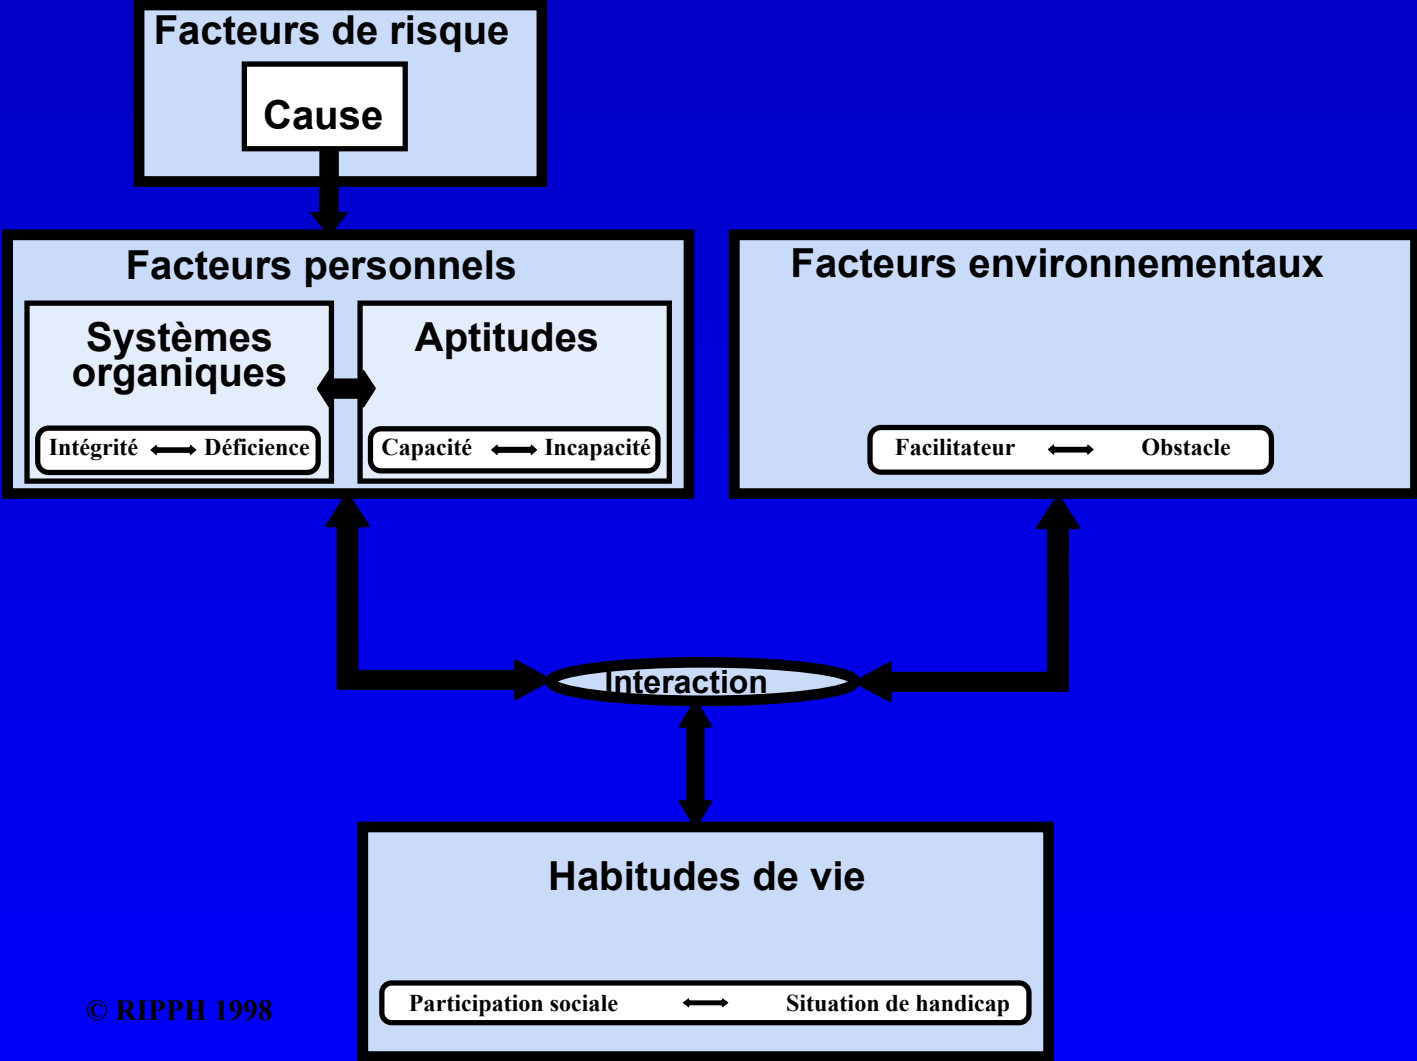 Facteurs de risque
Cause
Facteurs personnels
Systèmes
organiques
Intégrité Déficience
Aptitudes
Capacité Incapacité
Facteurs environnementaux
Facilitateur Obstacle
Interaction
Habitudes de vie
Participation sociale Situation de handicap
© RIPPH 1998